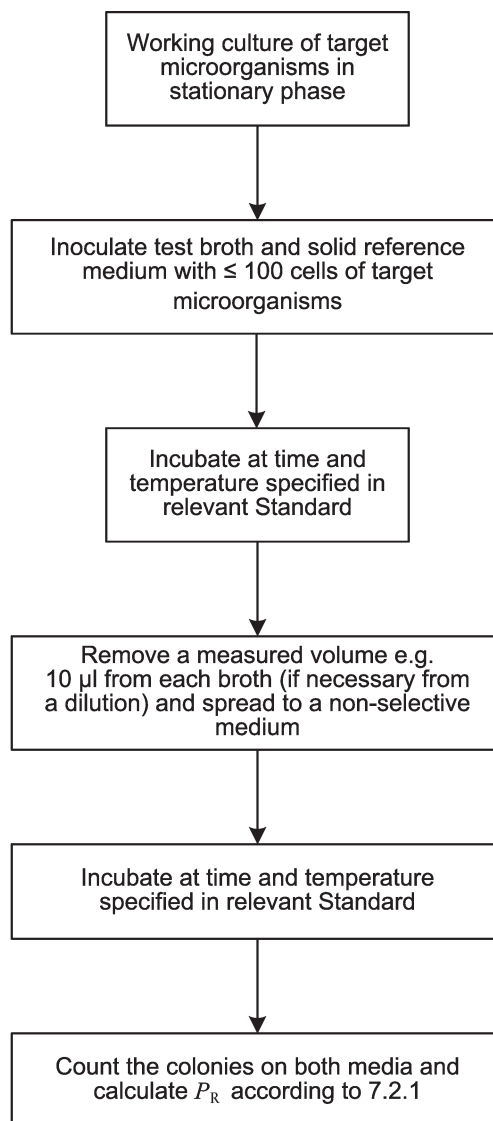 Working culture of target
microorganisms in
stationary phase
Inoculate test broth and solid reference
medium with ≤ 100 cells of target
microorganisms
Incubate at time and
temperature specified in
relevant Standard
Remove a measured volume e.g.
10 µl from each broth (if necessary from
a dilution) and spread to a non-selective
medium
Incubate at time and temperature
specified in relevant Standard
Count the colonies on both media and
calculate P_R according to 7.2.1